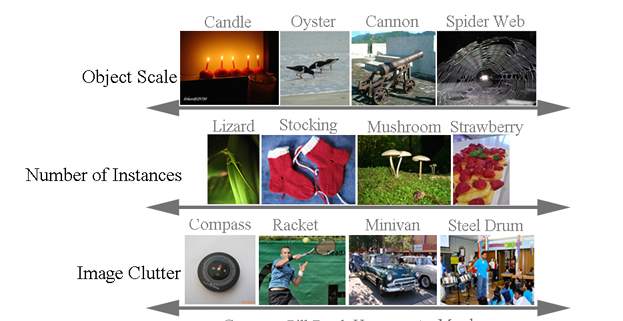 Candle Oyster Cannon Spider Web
Object Scale
Lizard Stocking Mushroom Strawberry
Number of Instances
Compass Racket Minivan Steel Drum
Image Clutter